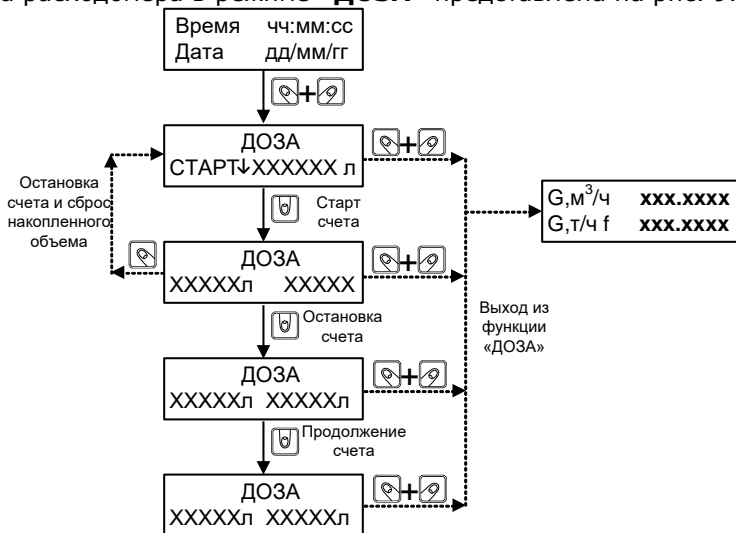 а расходомера в режиме "ДОЗА" представлена на рис. 9.
Время чч:мм:сс
Дата дд/мм/гг
+
ДОЗА
СТАРТ↓XXXXXX л
+
Остановка
счета и сброс
накопленного
объема
Старт
счета
G,м³/ч xxx.xxxx
G,т/ч f xxx.xxxx
ДОЗА
XXXXXл XXXXX
+
Остановка
счета
Выход из
функции
«ДОЗА»
ДОЗА
XXXXXл XXXXXл
+
Продолжение
счета
ДОЗА
XXXXXл XXXXXл
+